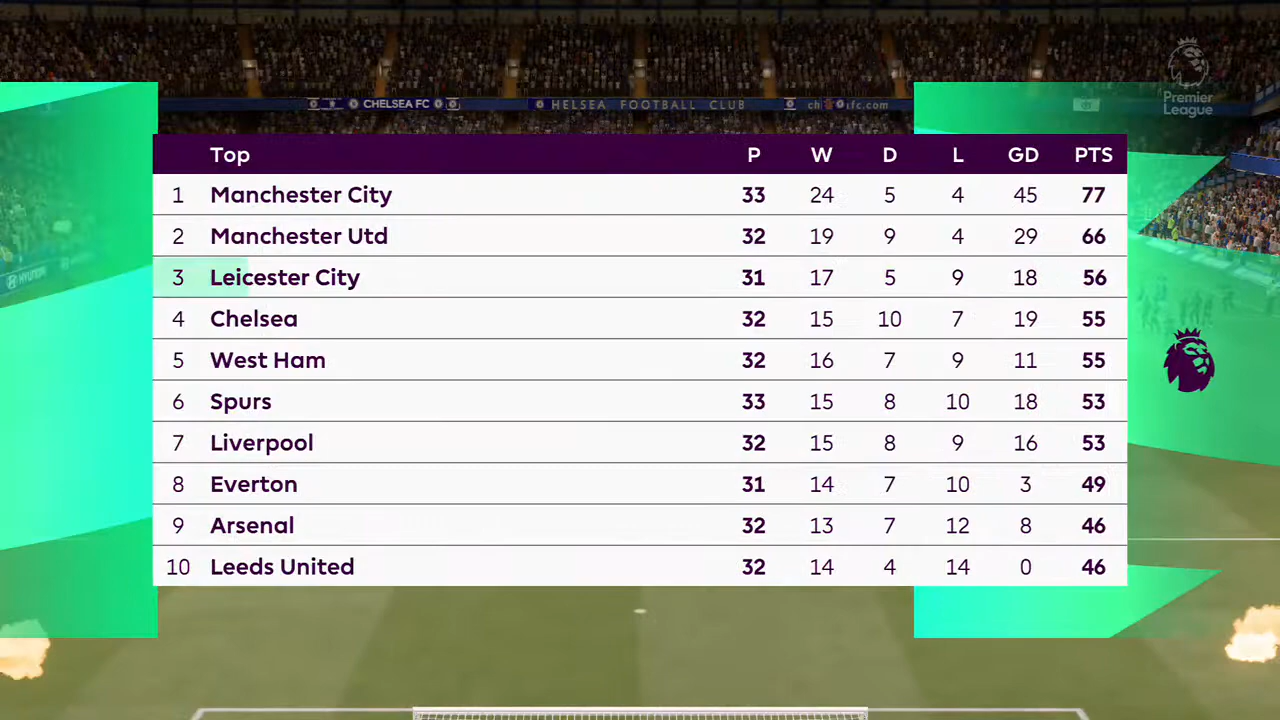 Premier
League
CHELSEA FC
HELSEA FOOTBALL CLUB
Top P W D L GD PTS
1 Manchester City 33 24 5 4 45 77
2 Manchester Utd 32 19 9 4 29 66
3 Leicester City 31 17 5 9 18 56
4 Chelsea 32 15 10 7 19 55
5 West Ham 32 16 7 9 11 55
6 Spurs 33 15 8 10 18 53
7 Liverpool 32 15 8 9 16 53
8 Everton 31 14 7 10 3 49
9 Arsenal 32 13 7 12 8 46
10 Leeds United 32 14 4 14 0 46
HYUNDAI